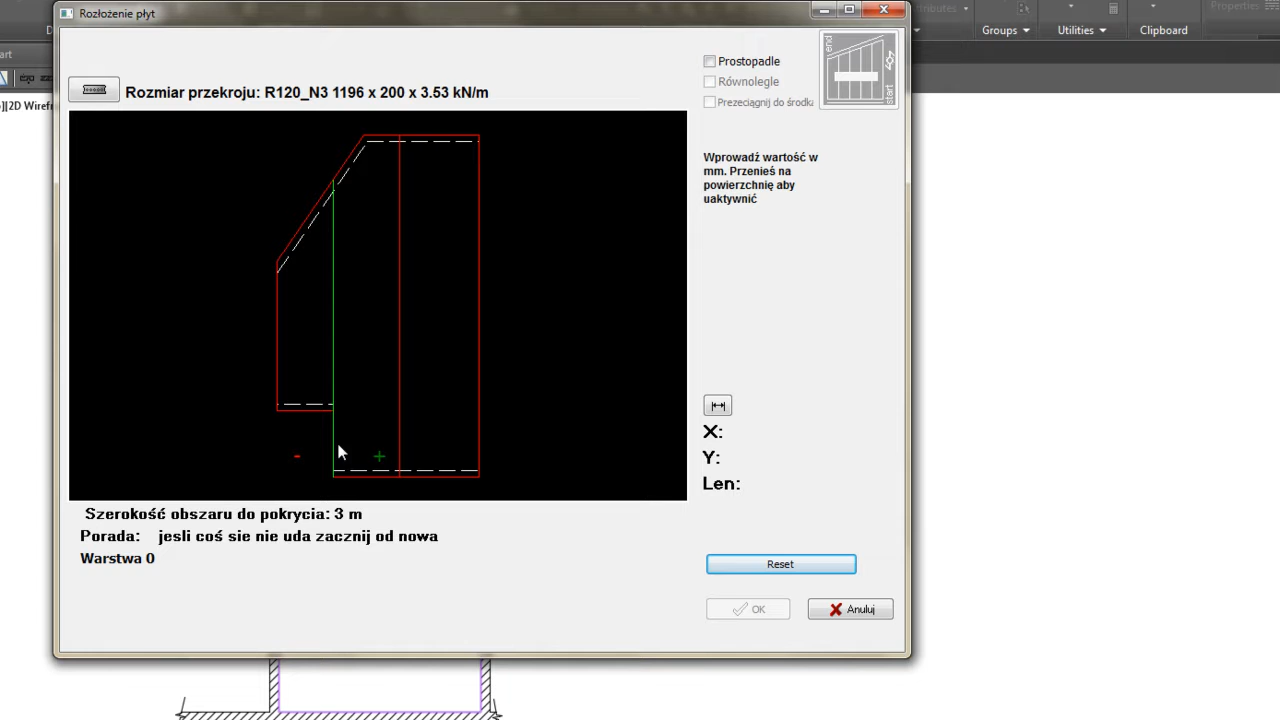 Rozłożenie płyt
Properties
Groups
Utilities
Clipboard
Rozmiar przekroju: R120_N3 1196 x 200 x 3.53 kN/m
Prostopadle
Równolegle
Przeciągnij do środka
end
start
407
Wprowadź wartość w
mm. Przenieś na
powierzchnię aby
uaktywnić
-
+
X:
Y:
Len:
Szerokość obszaru do pokrycia: 3 m
Porada: jesli coś sie nie uda zacznij od nowa
Warstwa 0
Reset
OK
Anuluj